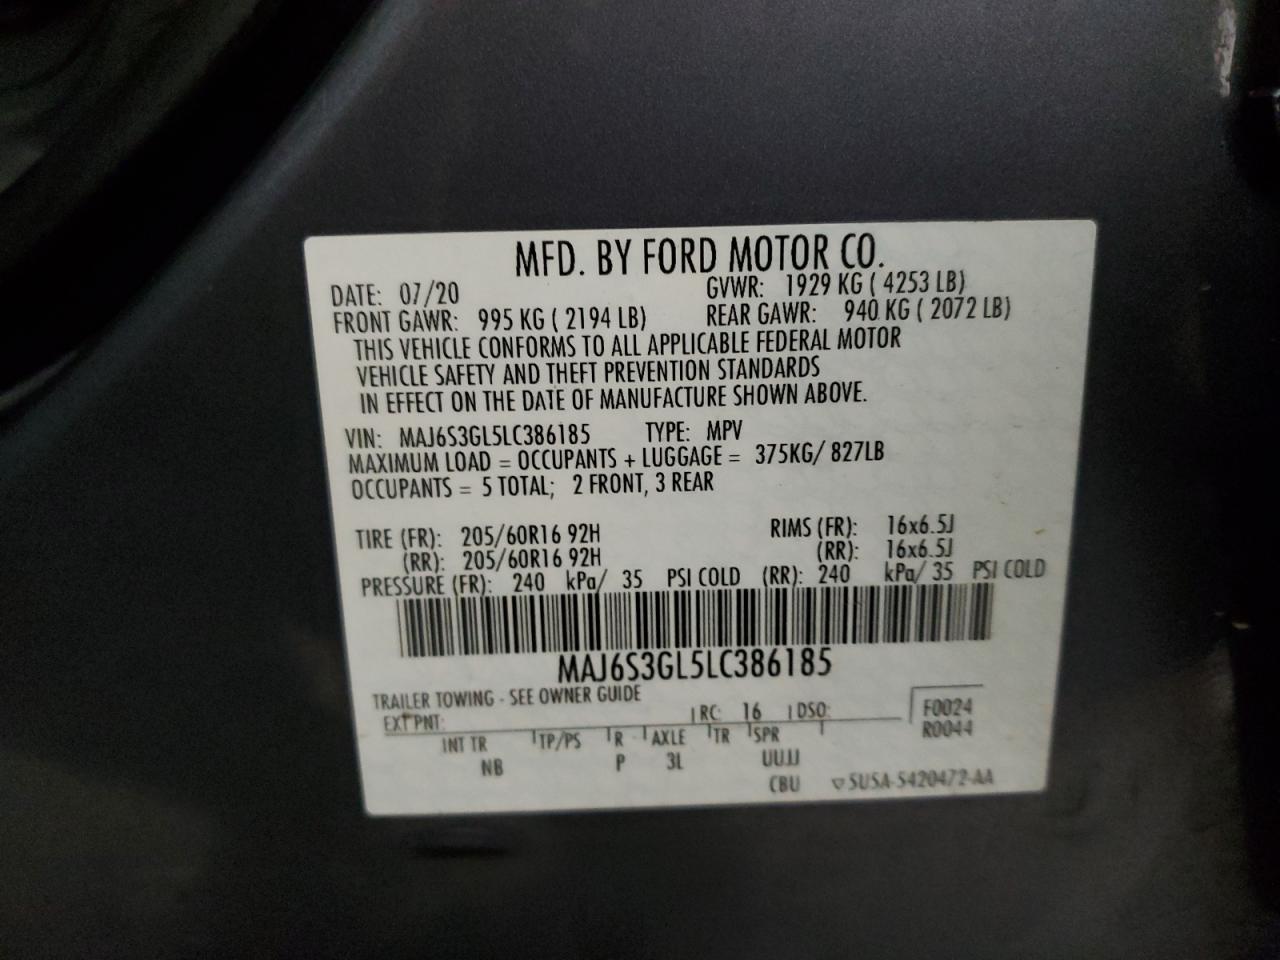 MFD. BY FORD MOTOR CO.
DATE: 07/20 GVWR: 1929 KG ( 4253 LB)
FRONT GAWR: 995 KG ( 2194 LB) REAR GAWR: 940 KG ( 2072 LB)
THIS VEHICLE CONFORMS TO ALL APPLICABLE FEDERAL MOTOR
VEHICLE SAFETY AND THEFT PREVENTION STANDARDS
IN EFFECT ON THE DATE OF MANUFACTURE SHOWN ABOVE.
VIN: MAJ6S3GL5LC386185 TYPE: MPV
MAXIMUM LOAD = OCCUPANTS + LUGGAGE = 375KG/ 827LB
OCCUPANTS = 5 TOTAL; 2 FRONT, 3 REAR
TIRE (FR): 205/60R16 92H RIMS (FR): 16x6.5J
(RR): 205/60R16 92H (RR): 16x6.5J
PRESSURE (FR): 240 kPa/ 35 PSI COLD (RR): 240 kPa/ 35 PSI COLD
MAJ6S3GL5LC386185
TRAILER TOWING - SEE OWNER GUIDE
EXT PNT: RC: 16 DSO: F0024
R0044
INT TR TP/PS R AXLE TR SPR
NB P 3L UUJJ
CBU 5USA-5420472-AA